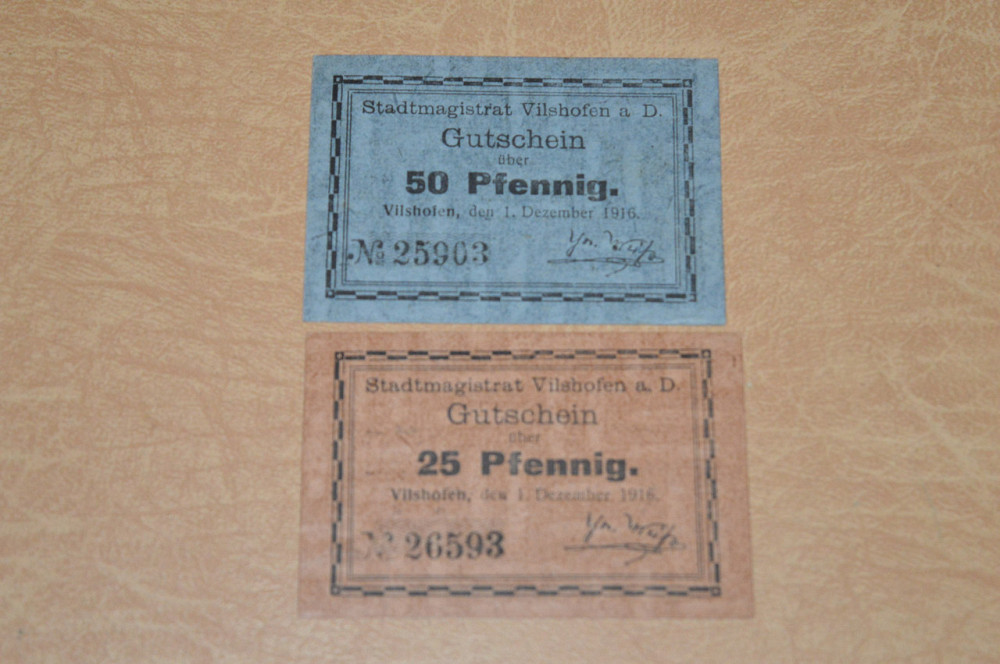 Stadtmagistrat Vilshofen a D.
Gutschein
über
50 Pfennig.
Vilshofen, den 1. Dezember 1916.
№ 25903
Stadtmagistrat Vilshofen a. D.
Gutschein
über
25 Pfennig.
Vilshofen, den 1. Dezember 1916.
№ 26593